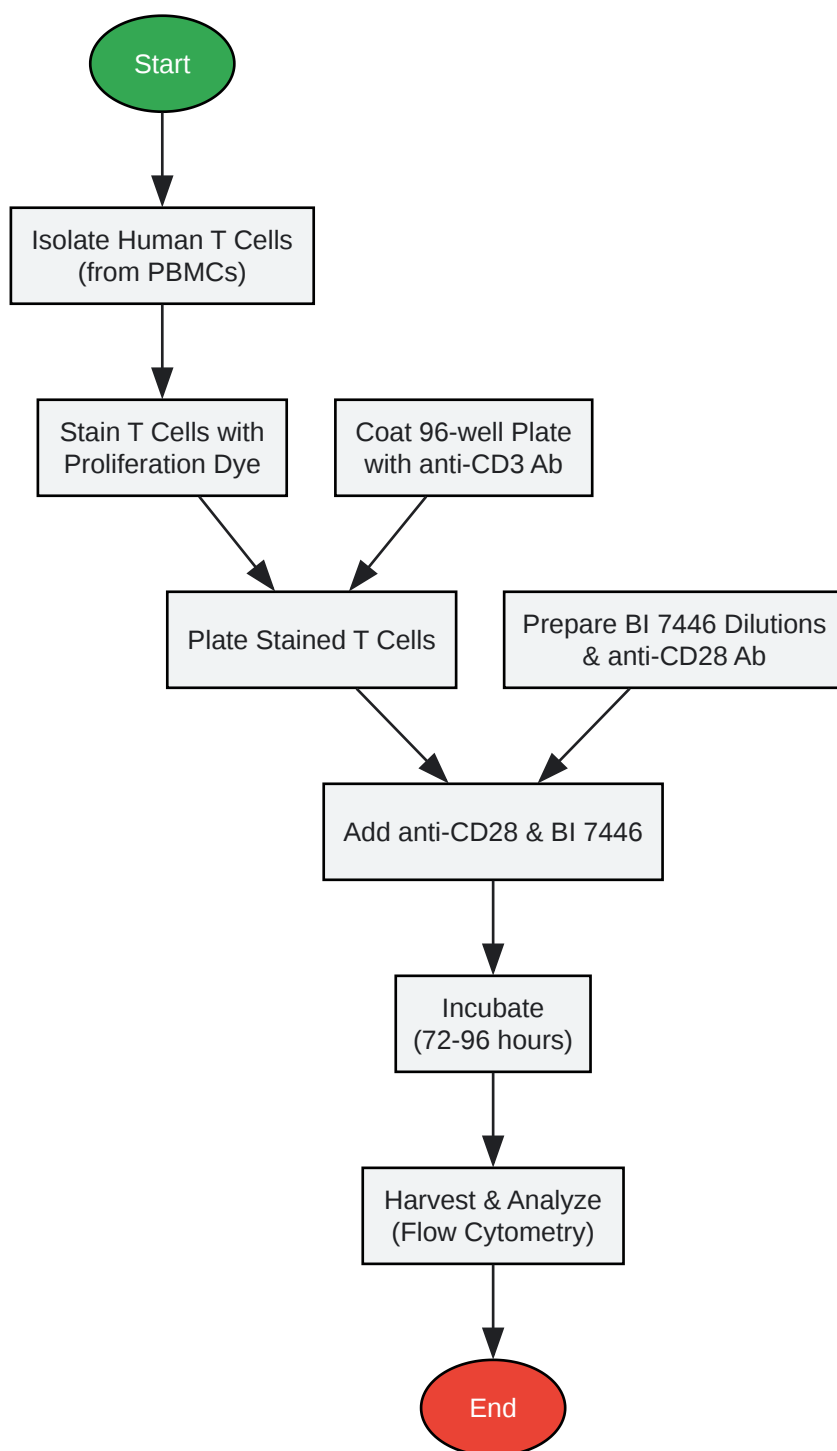 Start
Isolate Human T Cells
(from PBMCs)
Stain T Cells with
Proliferation Dye
Coat 96-well Plate
with anti-CD3 Ab
Plate Stained T Cells
Prepare BI 7446 Dilutions
& anti-CD28 Ab
Add anti-CD28 & BI 7446
Incubate
(72-96 hours)
Harvest & Analyze
(Flow Cytometry)
End